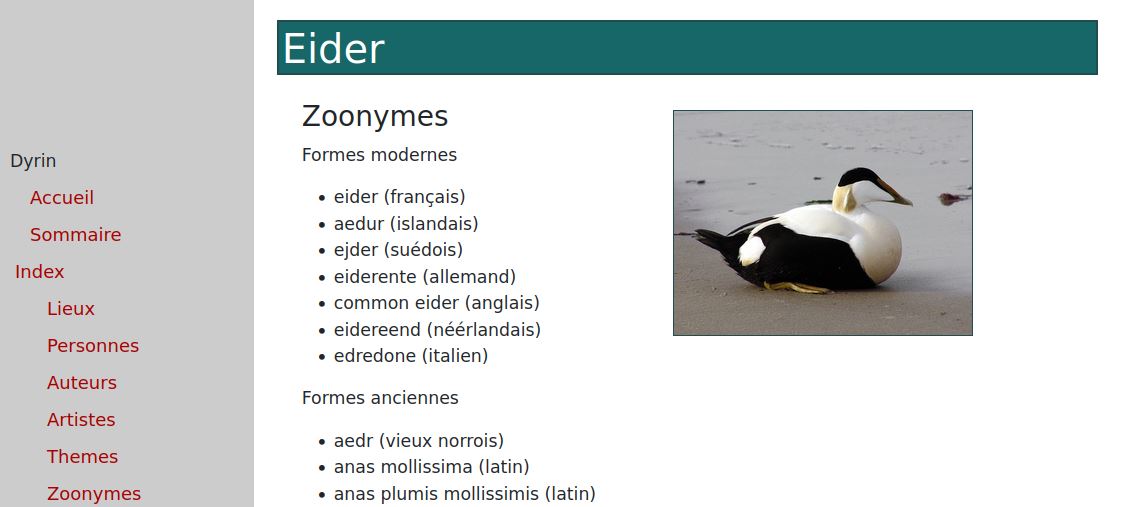 Dyrin
Accueil
Sommaire
Index
Lieux
Personnes
Auteurs
Artistes
Themes
Zoonymes
Eider
Zoonymes
Formes modernes
• eider (français)
• aedur (islandais)
• ejder (suédois)
• eiderente (allemand)
• common eider (anglais)
• eidereend (néérlandais)
• edredone (italien)
Formes anciennes
• aedr (vieux norrois)
• anas mollissima (latin)
• anas plumis mollissimis (latin)